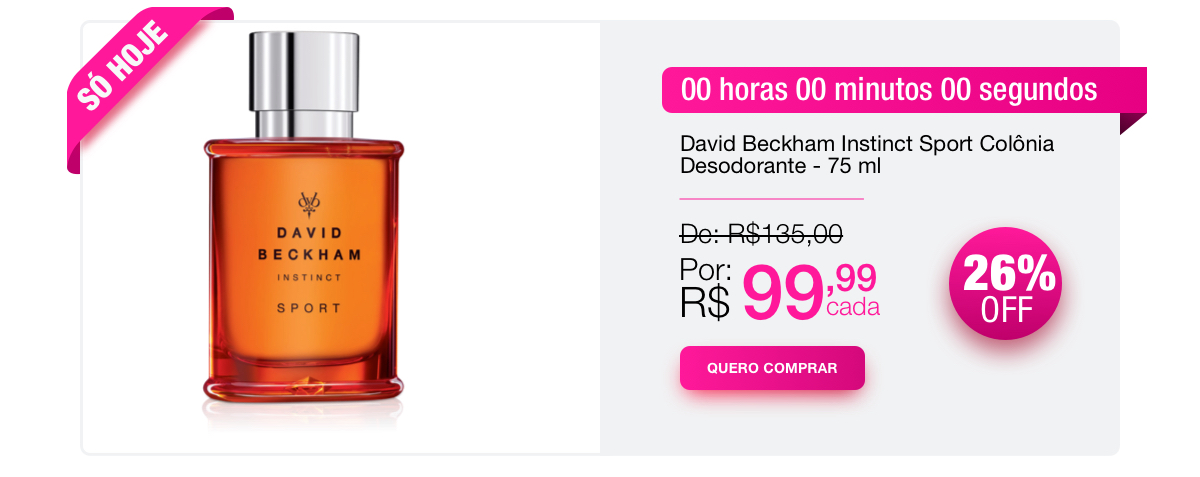 SÓ HOJE
DAVID
BECKHAM
INSTINCT
SPORT
00 horas 00 minutos 00 segundos
David Beckham Instinct Sport Colônia
Desodorante - 75 ml
De: R$135,00
Por:
R$ 99,99
cada
26%
OFF
QUERO COMPRAR